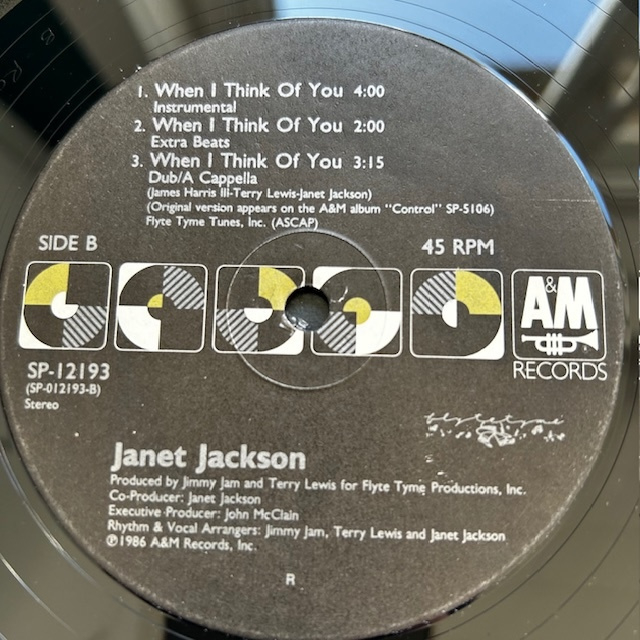 1. When I Think Of You 4:00
Instrumental
2. When I Think Of You 2:00
Extra Beats
3. When I Think Of You 3:15
Dub/A Cappella
(James Harris III-Terry Lewis-Janet Jackson)
(Original version appears on the A&M album "Control" SP-5106)
Flyte Tyme Tunes, Inc. (ASCAP)
SIDE B
45 RPM
A&M
RECORDS
SP-12193
(SP-012193-B)
Stereo
Janet Jackson
Produced by Jimmy Jam and Terry Lewis for Flyte Tyme Productions, Inc.
Co-Producer: Janet Jackson
Executive Producer: John McClain
Rhythm & Vocal Arrangers: Jimmy Jam, Terry Lewis and Janet Jackson
℗1986 A&M Records, Inc.
R